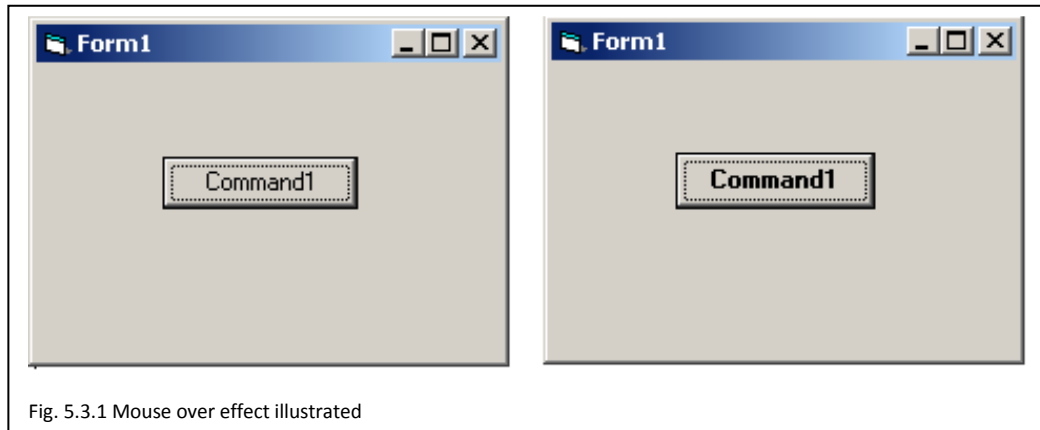 Form1
Command1
Form1
Command1
Fig. 5.3.1 Mouse over effect illustrated